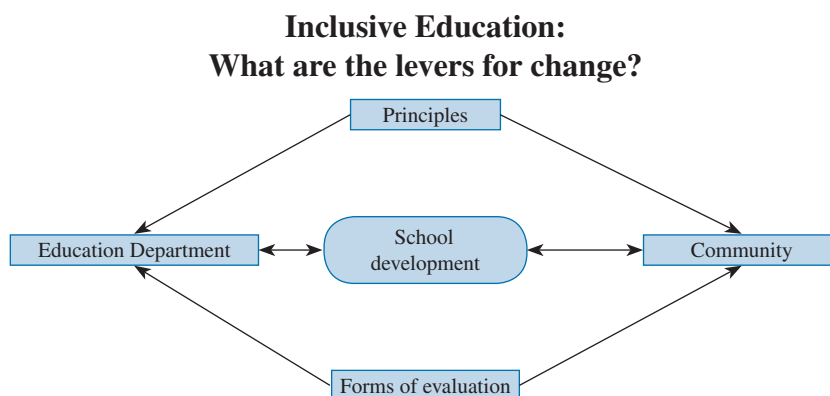 Inclusive Education:
What are the levers for change?
Principles
Education Department
School
development
Community
Forms of evaluation